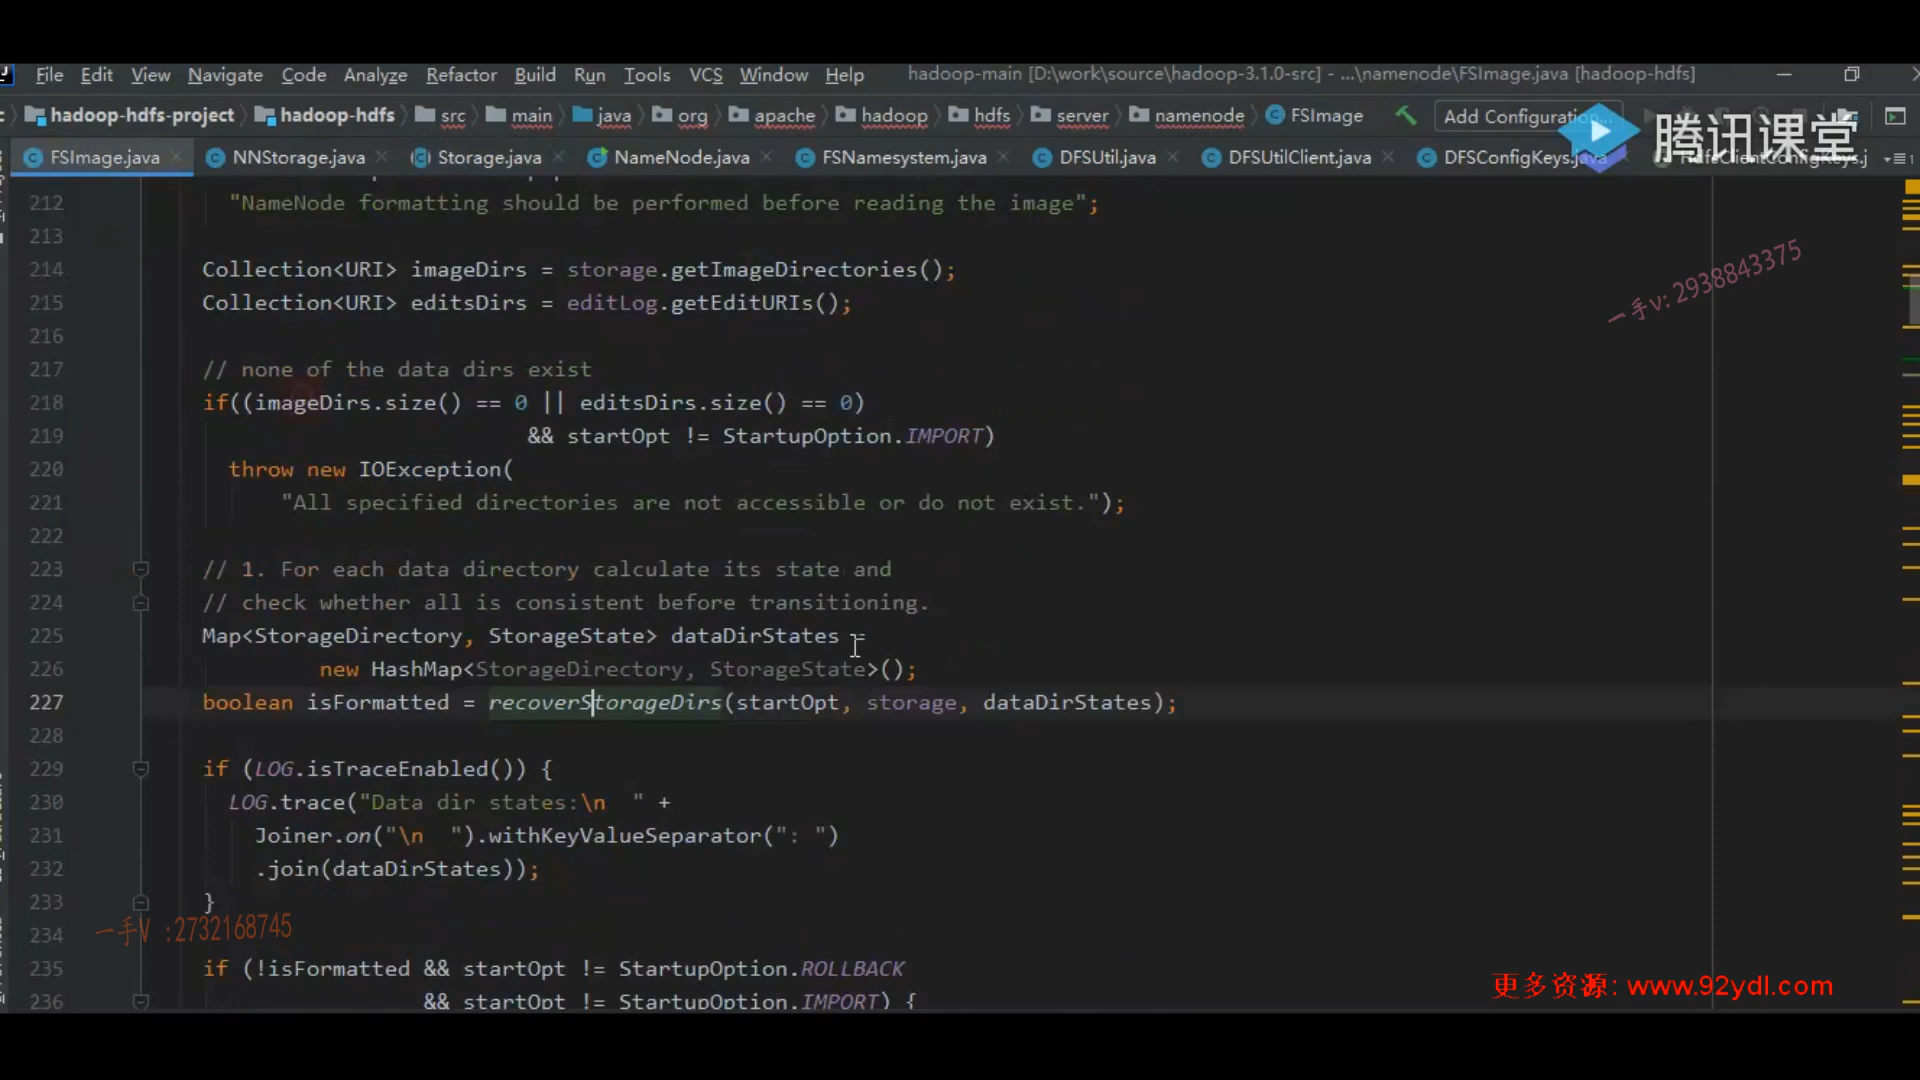 File Edit View Navigate Code Analyze Refactor Build Run Tools VCS Window Help hadoop-main [D:\work\source\hadoop-3.1.0-src] - ...\namenode\FSImage.java [hadoop-hdfs]
hadoop-hdfs-project hadoop-hdfs src main java org apache hadoop hdfs server namenode FSImage Add Configuration...
腾讯课堂
FSImage.java NNStorage.java Storage.java NameNode.java FSNamesystem.java DFSUtil.java DFSUtilClient.java DFSConfigKeys.java HdfsClientConfigKeys.j
212 "NameNode formatting should be performed before reading the image";
213
214 Collection<URI> imageDirs = storage.getImageDirectories();
215 Collection<URI> editsDirs = editLog.getEditURIs();
一手v:2938843375
216
217 // none of the data dirs exist
218 if((imageDirs.size() == 0 || editsDirs.size() == 0)
219 && startOpt != StartupOption.IMPORT)
220 throw new IOException(
221 "All specified directories are not accessible or do not exist.");
222
223 // 1. For each data directory calculate its state and
224 // check whether all is consistent before transitioning.
225 Map<StorageDirectory, StorageState> dataDirStates =
226 new HashMap<StorageDirectory, StorageState>();
227 boolean isFormatted = recoverStorageDirs(startOpt, storage, dataDirStates);
228
229 if (LOG.isTraceEnabled()) {
230 LOG.trace("Data dir states:\n  " +
231 Joiner.on("\n  ").withKeyValueSeparator(": ")
232 .join(dataDirStates));
233 }
234 一手V :2732168745
235 if (!isFormatted && startOpt != StartupOption.ROLLBACK
更多资源: www.92ydl.com
236 && startOpt != StartupOption.IMPORT) {